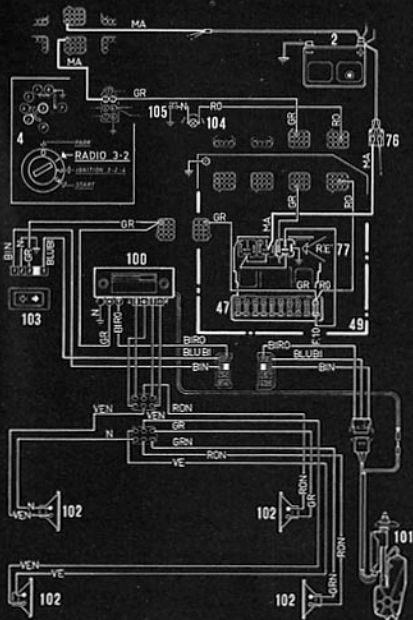 MA
2
MA
GR
105
N
RO
104
4
PARK
RADIO 3-2
IGNITION 3-2-4
START
GR
RO
76
MA
GR
RO
GR
GR
MA
RE
77
BIN
N
GR
BLUBI
100
GR
RO
47
49
F10
103
N
GR
BIRO
BIRO
BLUBI
BIN
BIRO
BLUBI
BIN
VEN
RON
VEN
GR
N
GRN
RON
VE
N
VEN
102
102
RON
GR
101
RON
GRN
VEN
VE
102
102